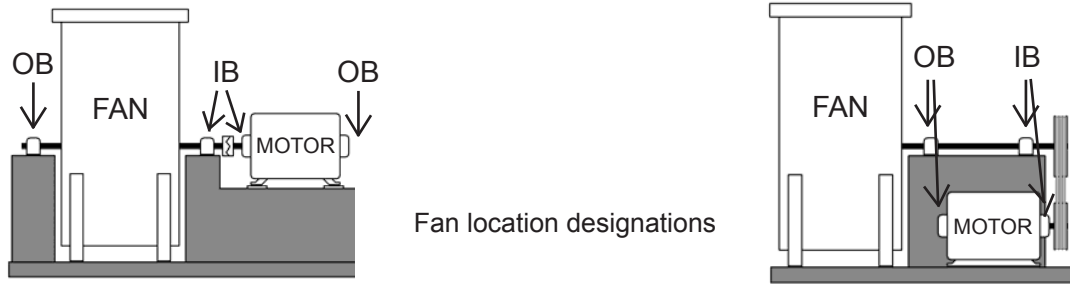 OB
IB
OB
FAN
MOTOR
Fan location designations
OB
IB
FAN
MOTOR